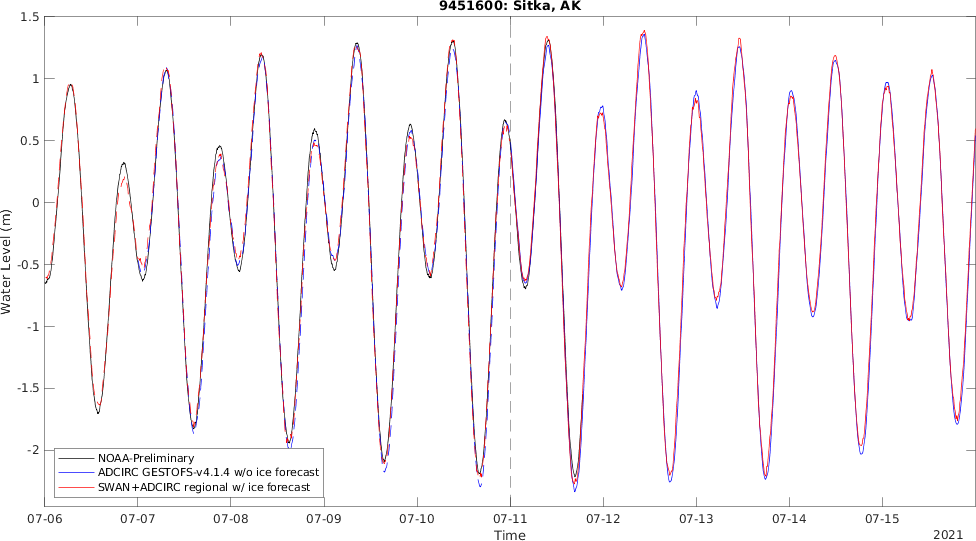 9451600: Sitka, AK
Water Level (m)
1.5
1
0.5
0
-0.5
-1
-1.5
-2
NOAA-Preliminary
ADCIRC GESTOFS-v4.1.4 w/o ice forecast
SWAN+ADCIRC regional w/ ice forecast
07-06 07-07 07-08 07-09 07-10 07-11 07-12 07-13 07-14 07-15
Time
2021